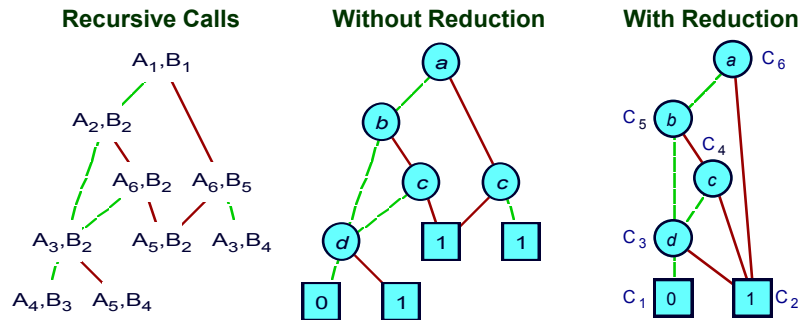 Recursive Calls
A1,B1
A2,B2
A6,B2 A6,B5
A3,B2 A5,B2 A3,B4
A4,B3 A5,B4
Without Reduction
a
b
c c
d 1 1
0 1
With Reduction
a C6
C5 b
C4
c
C3 d
C1 0 1 C2